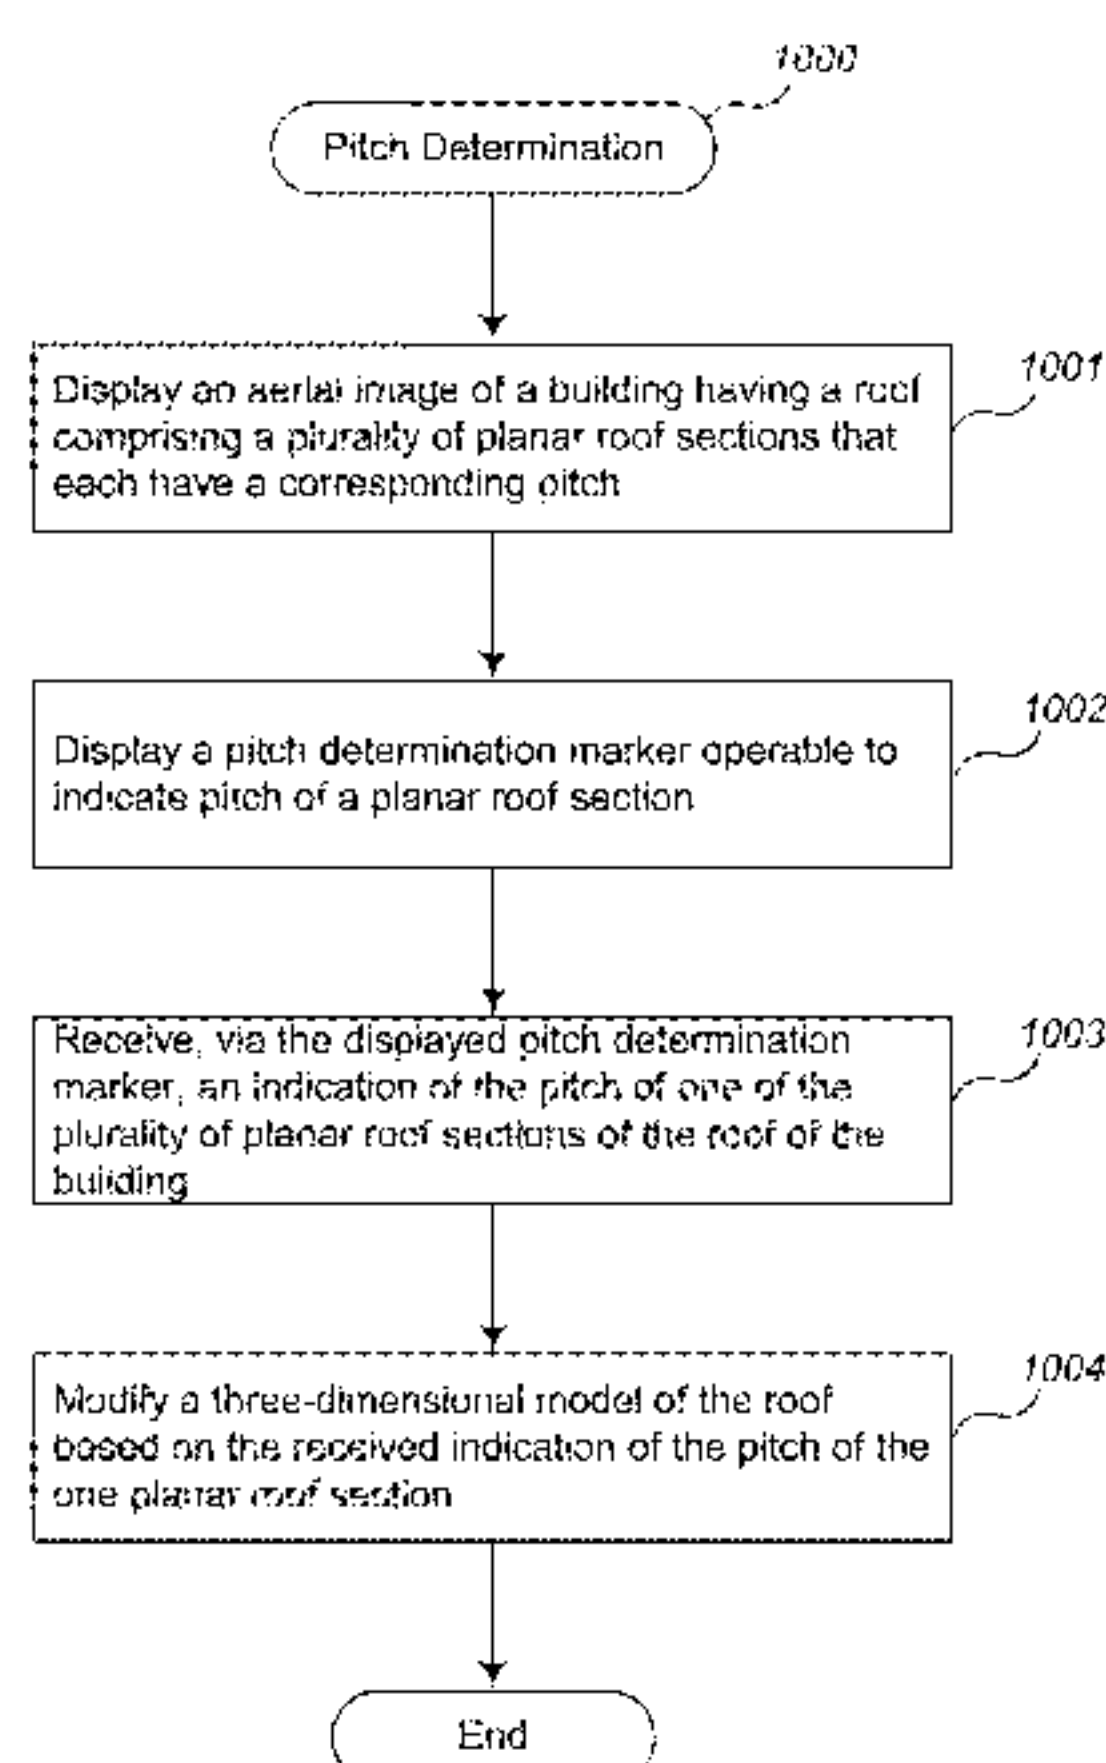 1000
Pitch Determination
1001
Display an aerial image of a building having a roof
comprising a plurality of planar roof sections that
each have a corresponding pitch
1002
Display a pitch determination marker operable to
indicate pitch of a planar roof section
1003
Receive, via the displayed pitch determination
marker, an indication of the pitch of one of the
plurality of planar roof sections of the roof of the
building
1004
Modify a three-dimensional model of the roof
based on the received indication of the pitch of the
one planar roof section
End